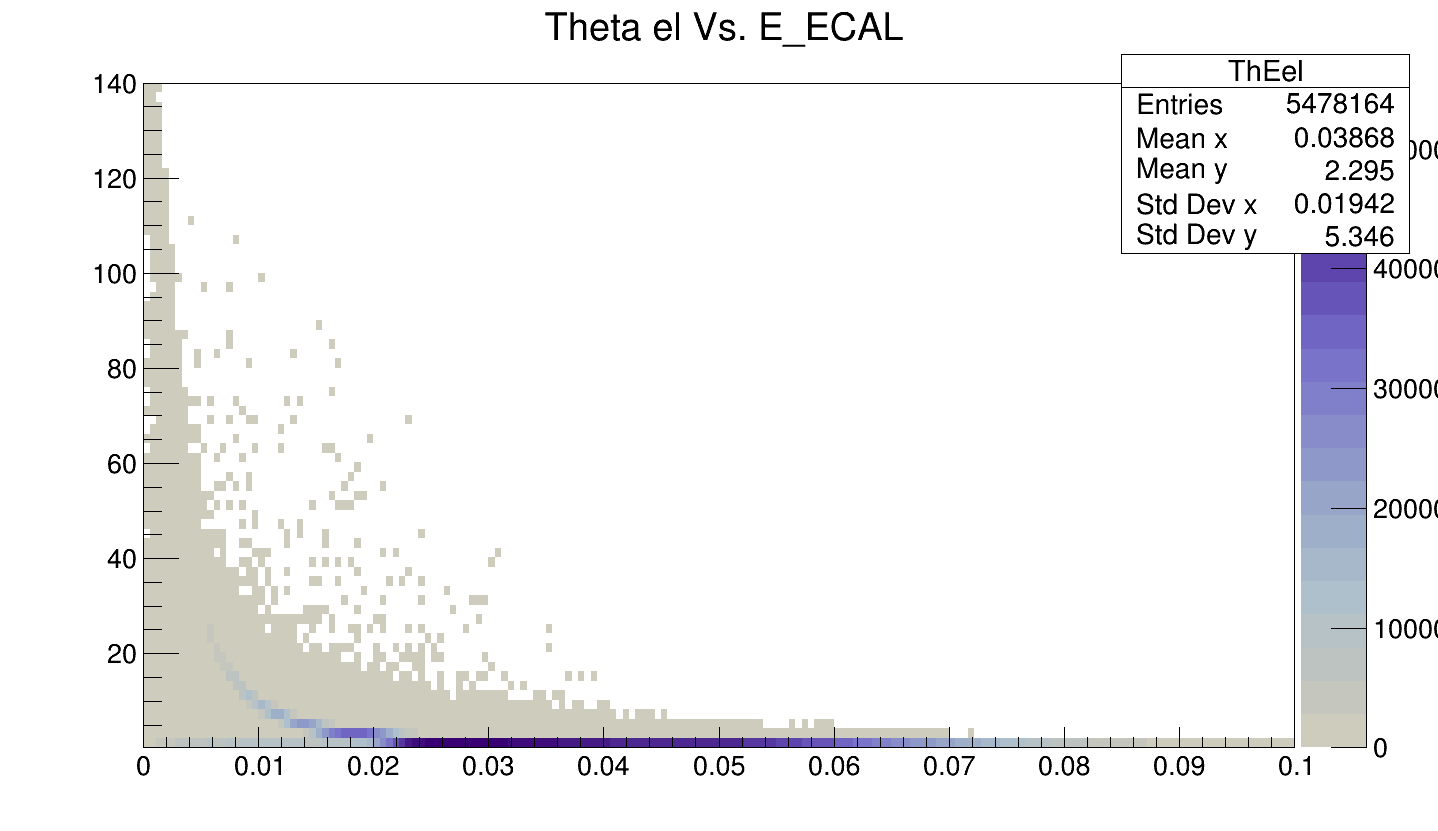 Theta el Vs. E_ECAL
ThEel
Entries 5478164
Mean x 0.03868
Mean y 2.295
Std Dev x 0.01942
Std Dev y 5.346
140
120
100
80
60
40
20
0 0.01 0.02 0.03 0.04 0.05 0.06 0.07 0.08 0.09 0.1
40000
30000
20000
10000
0